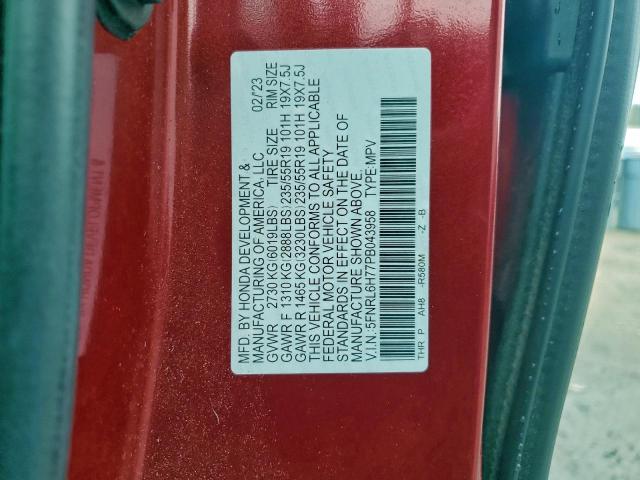 MFD. BY HONDA DEVELOPMENT &
MANUFACTURING OF AMERICA, LLC 02/'23
GVWR 2730 KG(6019LBS) TIRE SIZE RIM SIZE
GAWR F 1310 KG(2888LBS)235/55R19 101H 19X7.5J
GAWR R 1465 KG(3230LBS)235/55R19 101H 19X7.5J
THIS VEHICLE CONFORMS TO ALL APPLICABLE
FEDERAL MOTOR VEHICLE SAFETY
STANDARDS IN EFFECT ON THE DATE OF
MANUFACTURE SHOWN ABOVE.
V.I.N.:5FNRL6H77PB043958 TYPE:MPV
THR P AH8 -R580M -Z -B